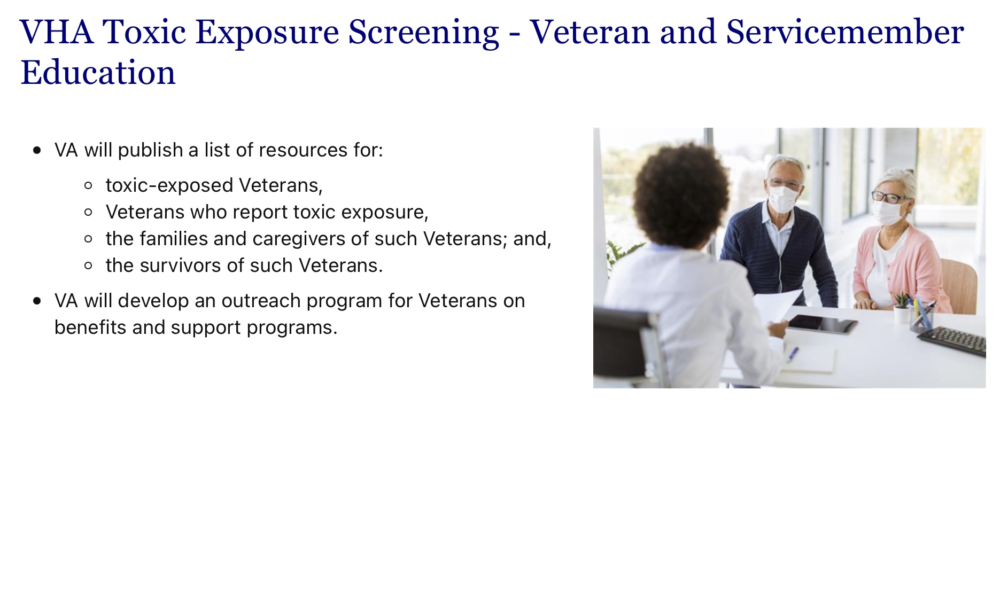 VHA Toxic Exposure Screening - Veteran and Servicemember
Education
• VA will publish a list of resources for:
○ toxic-exposed Veterans,
○ Veterans who report toxic exposure,
○ the families and caregivers of such Veterans; and,
○ the survivors of such Veterans.
• VA will develop an outreach program for Veterans on
benefits and support programs.